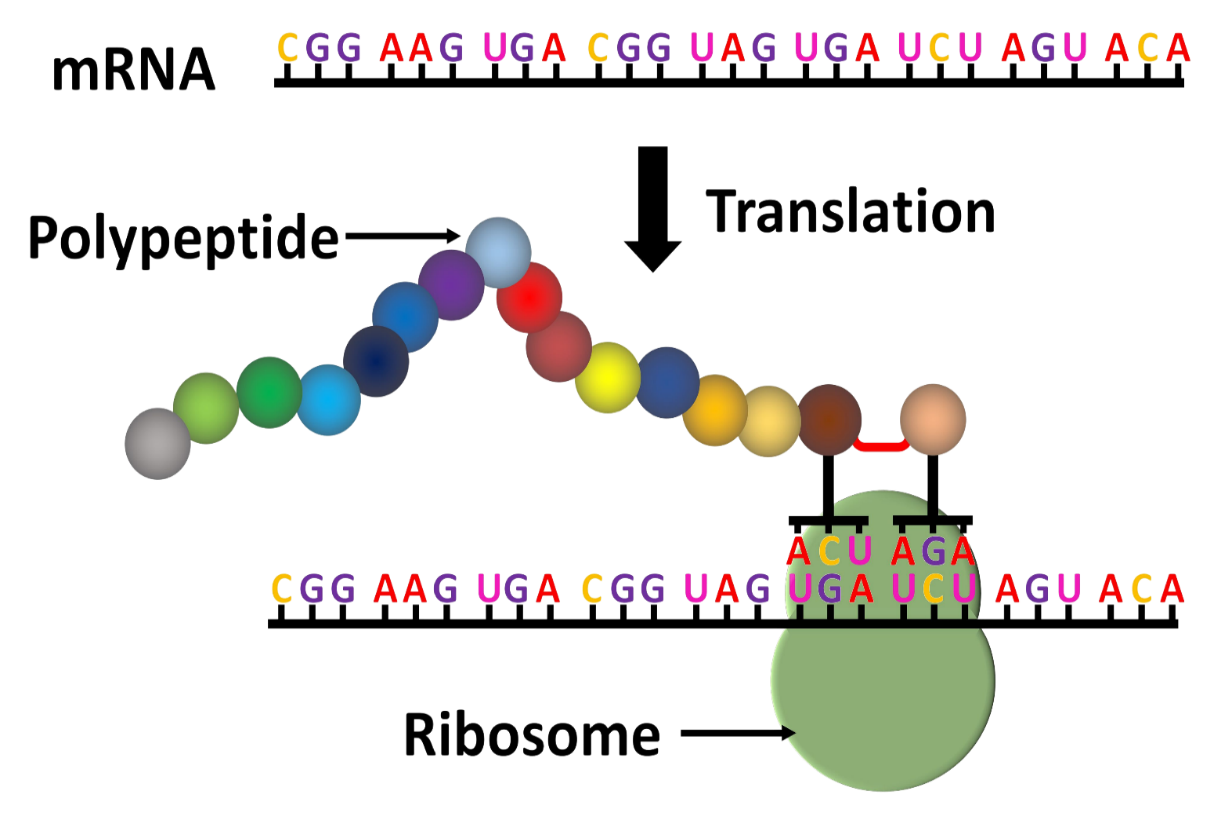 mRNA CGG AAG UGA CGG UAG UGA UCU AGU ACA
Polypeptide
Translation
ACU AGA
CGG AAG UGA CGG UAG UGA UCU AGU ACA
Ribosome